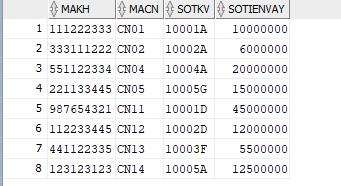 MAKH MACN SOTKV SOTIENVAY
1 111222333 CN01 10001A 10000000
2 333111222 CN02 10002A 6000000
3 551122334 CN04 10004A 20000000
4 221133445 CN05 10005G 15000000
5 987654321 CN11 10001D 45000000
6 112233445 CN12 10002D 12000000
7 441122335 CN13 10003F 5500000
8 123123123 CN14 10005A 12500000